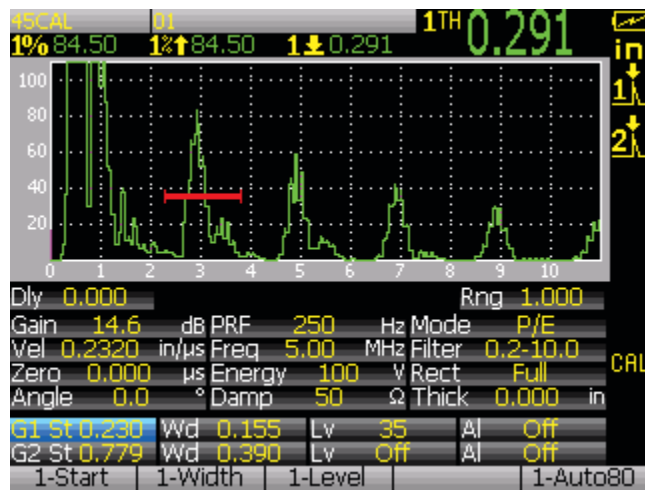 45CAL 01 1TH 0.291 in
1% 84.50 1%↑84.50 1↓0.291
1
2
100
80
60
40
20
0 1 2 3 4 5 6 7 8 9 10
Dly 0.000 Rng 1.000
Gain 14.6 dB PRF 250 Hz Mode P/E
Vel 0.2320 in/µs Freq 5.00 MHz Filter 0.2-10.0
CAL
Zero 0.000 µs Energy 100 V Rect Full
Angle 0.0 ° Damp 50 Ω Thick 0.000 in
G1 St 0.230 Wd 0.155 Lv 35 Al Off
G2 St 0.779 Wd 0.390 Lv Off Al Off
1-Start 1-Width 1-Level 1-Auto80